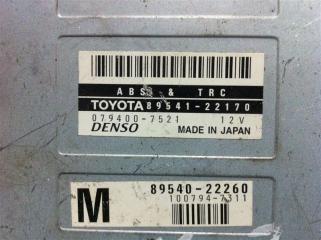 ABS & TRC
TOYOTA 89541-22170
079400-7521 12V
DENSO MADE IN JAPAN
M 89540-22260
100794-7311